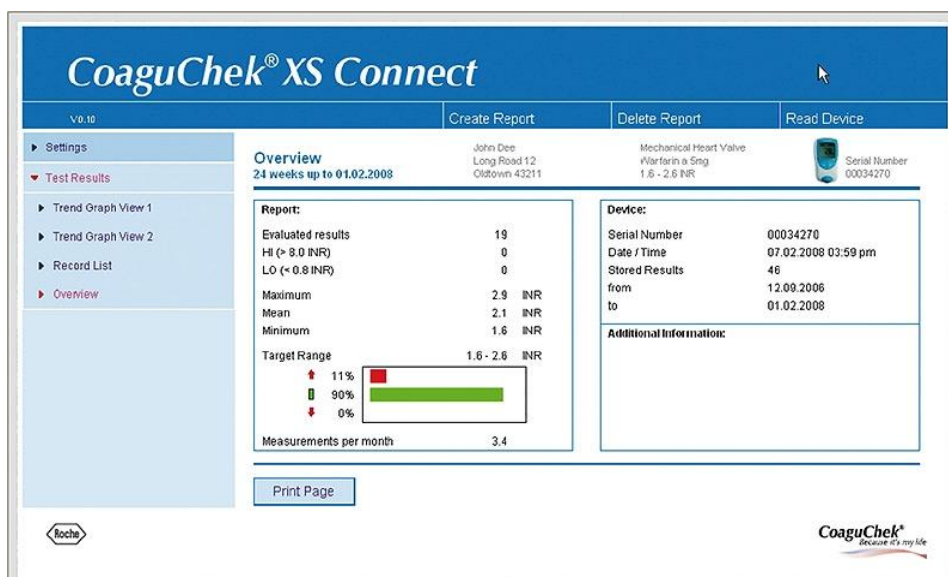 CoaguChek® XS Connect
V0.10
Create Report
Delete Report
Read Device
Settings
Test Results
Trend Graph View 1
Trend Graph View 2
Record List
Overview
Overview
24 weeks up to 01.02.2008
John Dee
Long Road 12
Oldtown 43211
Mechanical Heart Valve
Warfarin a 5mg
1.6 - 2.6 INR
Serial Number
00034270
Report:
Evaluated results 19
HI (> 8.0 INR) 0
LO (< 0.8 INR) 0
Maximum 2.9 INR
Mean 2.1 INR
Minimum 1.6 INR
Target Range 1.6 - 2.6 INR
11%
90%
0%
Measurements per month 3.4
Device:
Serial Number 00034270
Date / Time 07.02.2008 03:59 pm
Stored Results 46
from 12.09.2006
to 01.02.2008
Additional Information:
Print Page
Roche
CoaguChek®
Because it's my life